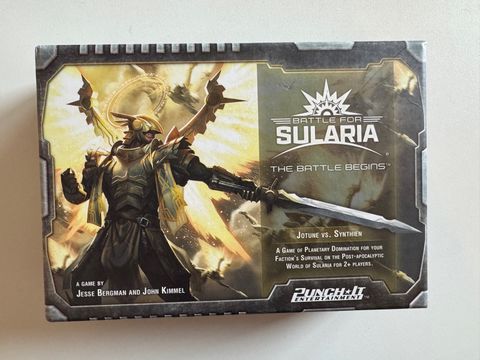 BATTLE FOR
SULARIA
THE BATTLE BEGINS™
JOTUNE VS. SYNTHIEN
A GAME OF PLANETARY DOMINATION FOR YOUR
FACTION'S SURVIVAL ON THE POST-APOCALYPTIC
WORLD OF SULARIA FOR 2+ PLAYERS.
A GAME BY
JESSE BERGMAN AND JOHN KIMMEL
PUNCH-IT
ENTERTAINMENT™